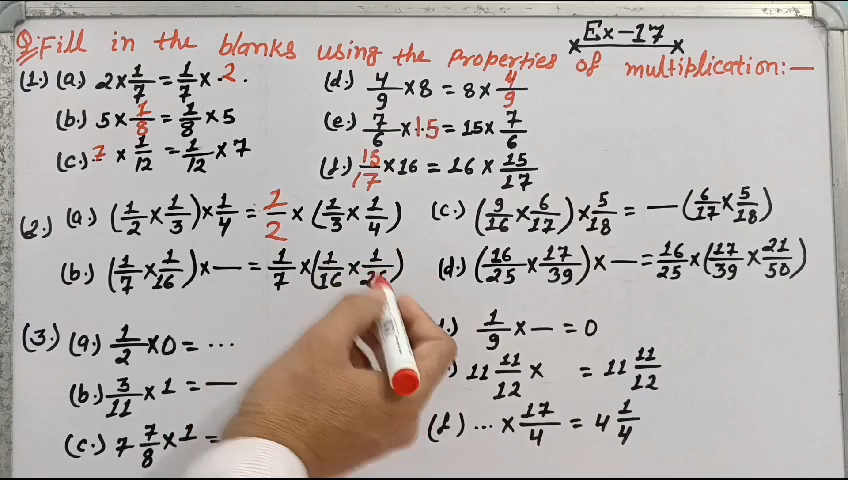 Ex-17
Q:- Fill in the blanks using the properties of multiplication:-
(1.) (a.) 2 × 1/7 = 1/7 × 2.
(b.) 5 × 1/8 = 1/8 × 5
(c.) 7 × 1/12 = 1/12 × 7
(d.) 4/9 × 8 = 8 × 4/9
(e.) 7/6 × 15 = 15 × 7/6
(f.) 15/17 × 16 = 16 × 15/17
(2.) (a.) (1/2 × 1/3) × 1/4 = 1/2 × (1/3 × 1/4)
(b.) (1/7 × 1/16) × — = 1/7 × (1/16 × 1/
(c.) (9/16 × 6/17) × 5/18 = — (6/17 × 5/18)
(d.) (16/25 × 17/39) × — = 16/25 × (17/39 × 21/50)
(3.) (a.) 1/2 × 0 = ...
(b.) 3/11 × 1 = —
(c.) 7 7/8 × 1 =
.) 1/9 × — = 0
.) 11 11/12 × = 11 11/12
(f.) ... × 17/4 = 4 1/4